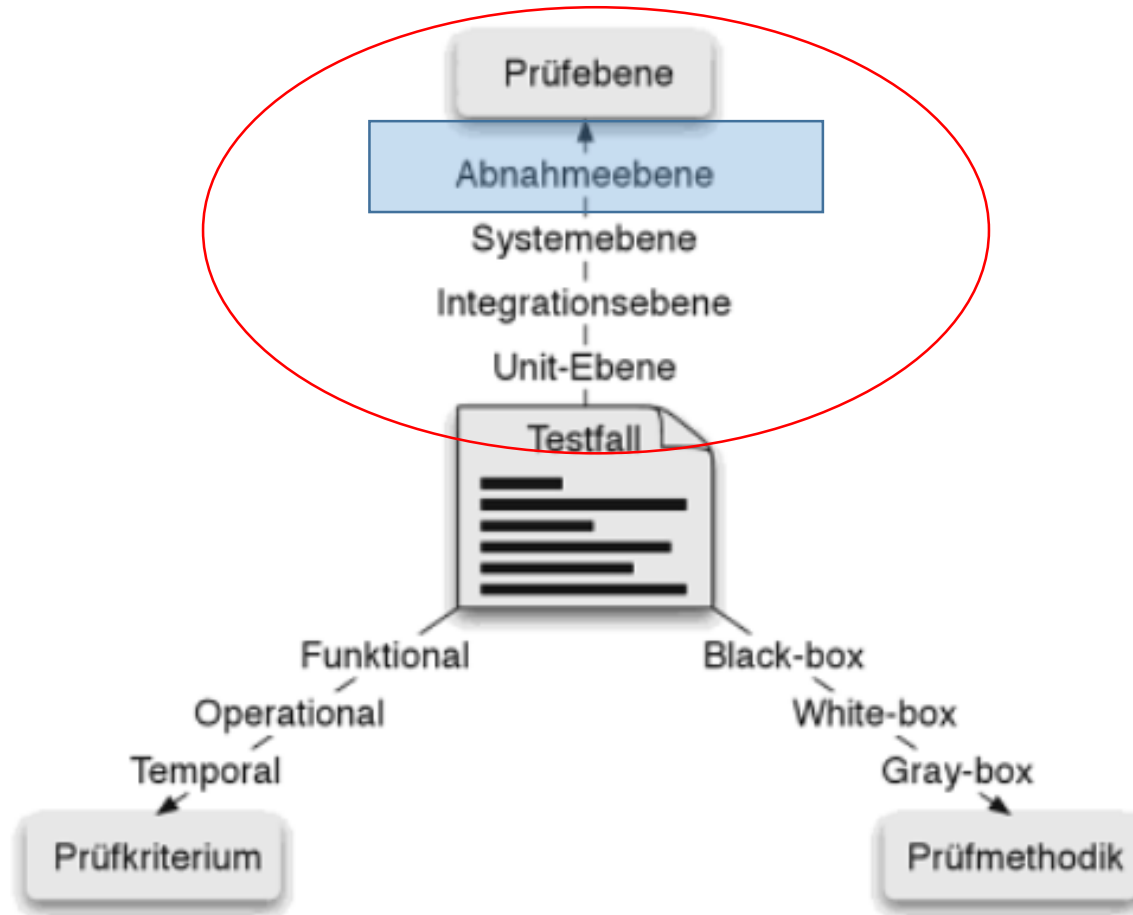 Prüfebene
Abnahmeebene
Systemebene
Integrationsebene
Unit-Ebene
Testfall
Funktional
Black-box
Operational
White-box
Temporal
Gray-box
Prüfkriterium
Prüfmethodik